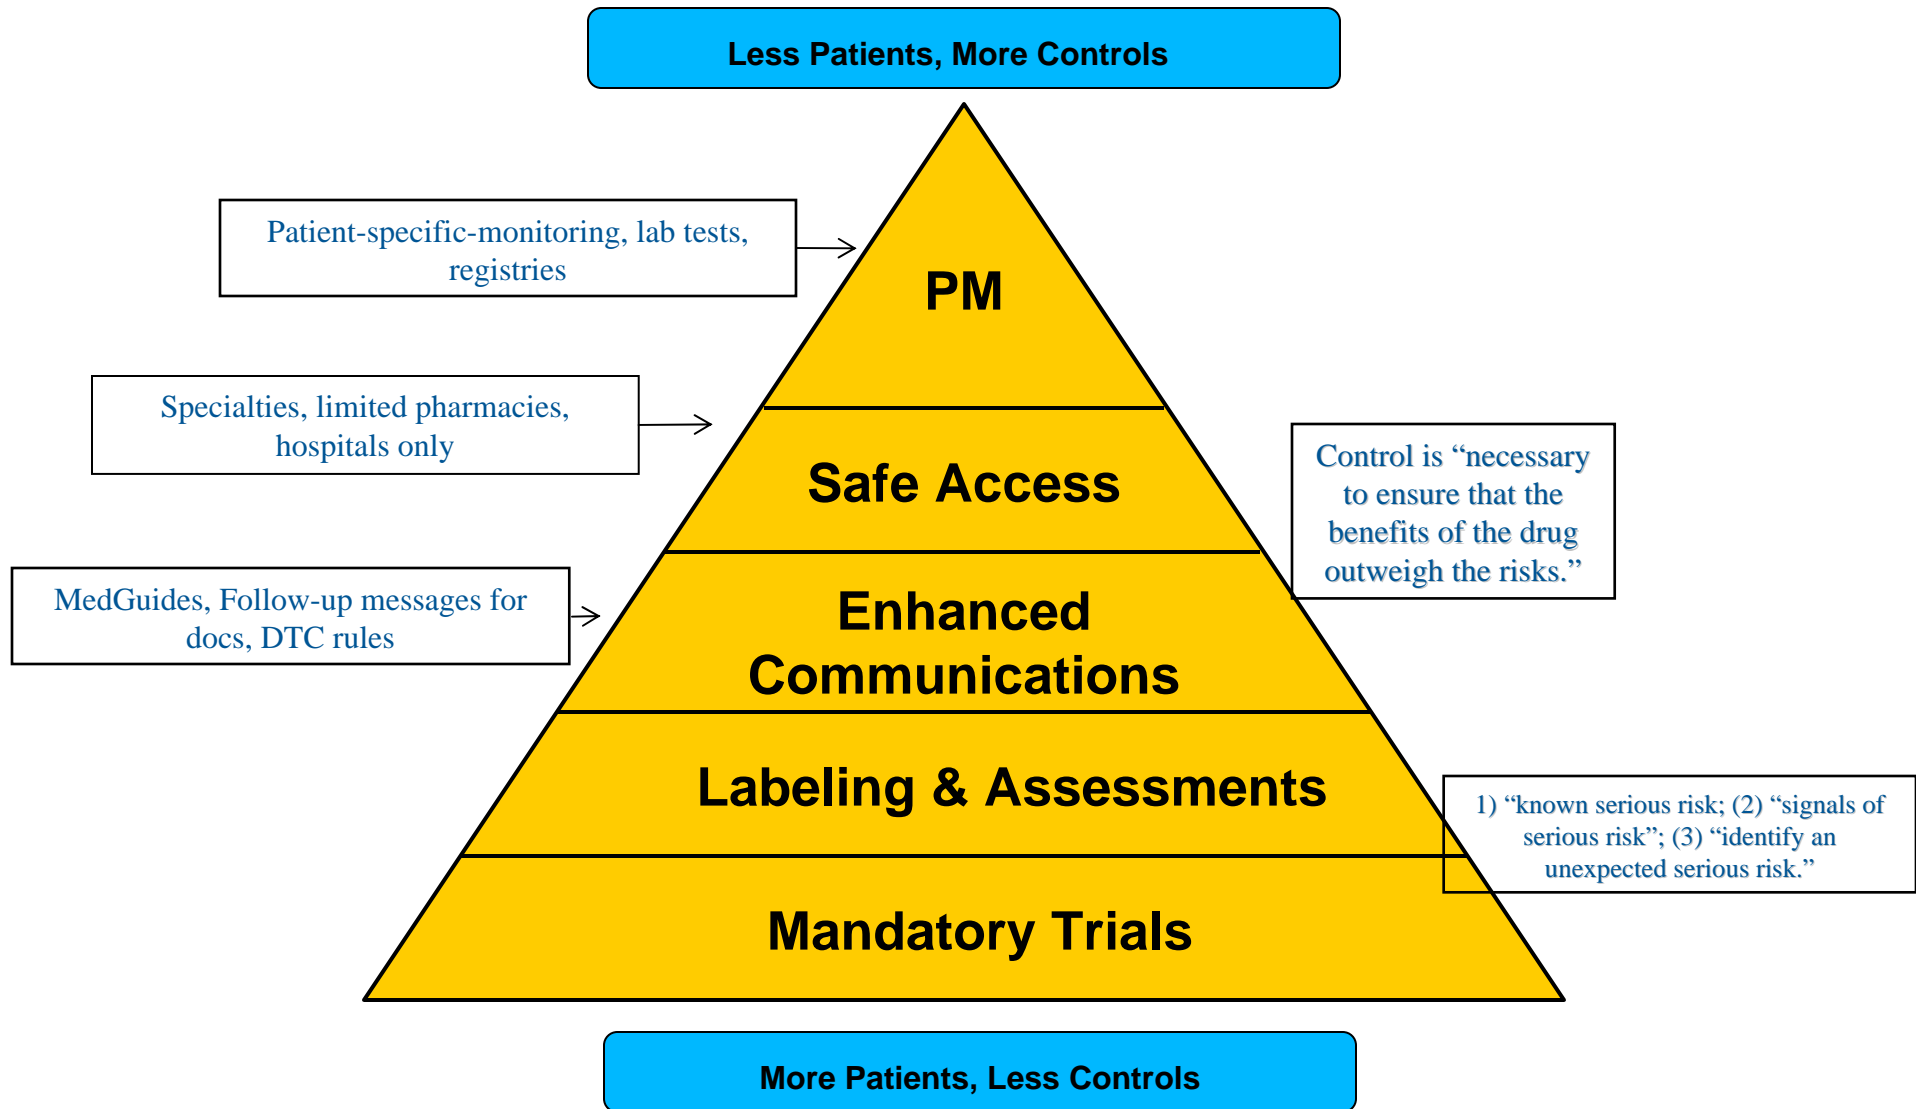 Less Patients, More Controls
Patient-specific-monitoring, lab tests,
registries
PM
Specialties, limited pharmacies,
hospitals only
Safe Access
Control is “necessary
to ensure that the
benefits of the drug
outweigh the risks.”
MedGuides, Follow-up messages for
docs, DTC rules
Enhanced
Communications
Labeling & Assessments
1) “known serious risk; (2) “signals of
serious risk”; (3) “identify an
unexpected serious risk.”
Mandatory Trials
More Patients, Less Controls